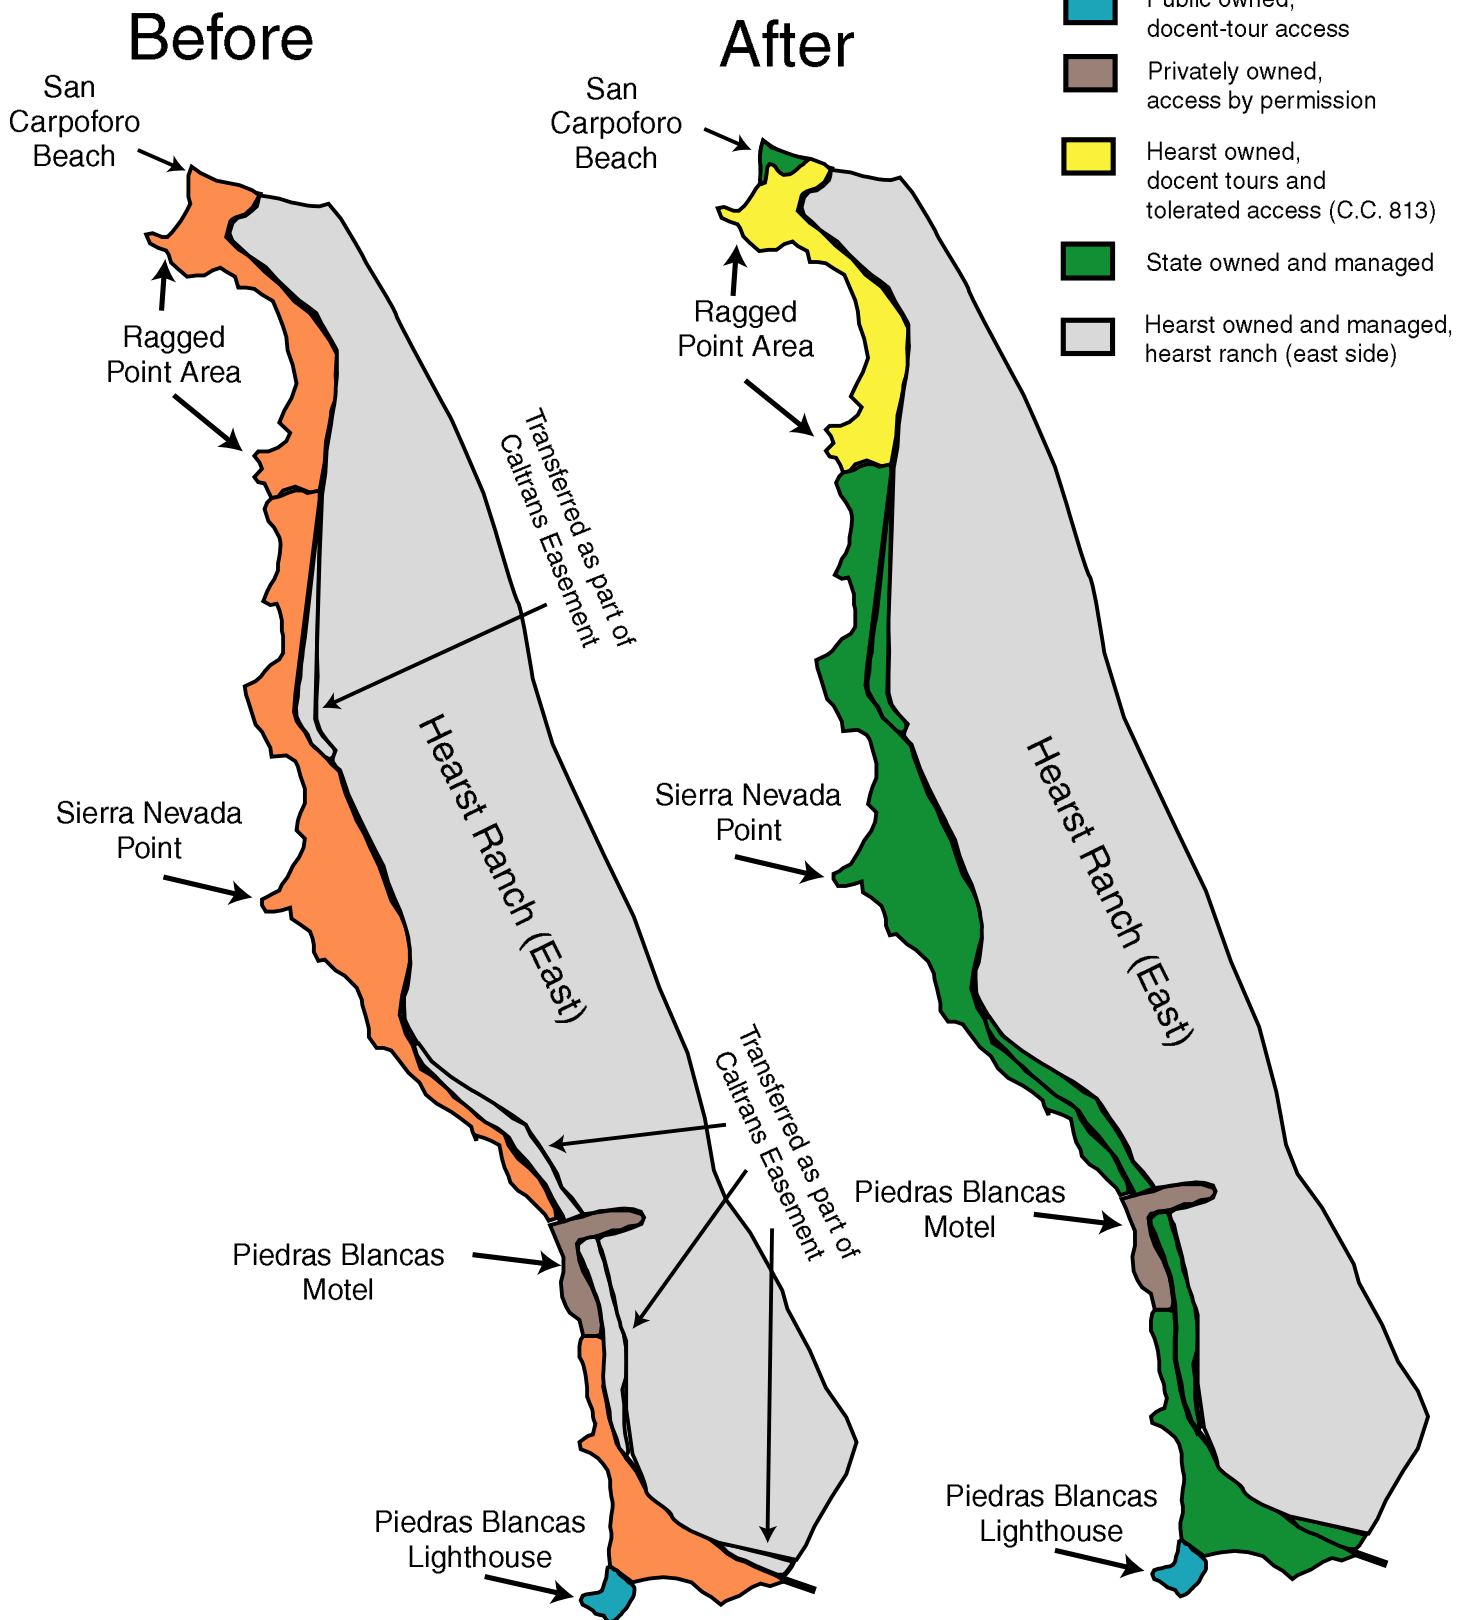 Before
San
Carpoforo
Beach
Ragged
Point Area
Transferred as part of
Caltrans Easement
Hearst Ranch (East)
Sierra Nevada
Point
Transferred as part of
Caltrans Easement
Piedras Blancas
Motel
Piedras Blancas
Lighthouse
After
San
Carpoforo
Beach
Ragged
Point Area
Sierra Nevada
Point
Hearst Ranch (East)
Piedras Blancas
Motel
Piedras Blancas
Lighthouse
Public owned,
docent-tour access
Privately owned,
access by permission
Hearst owned,
docent tours and
tolerated access (C.C. 813)
State owned and managed
Hearst owned and managed,
hearst ranch (east side)